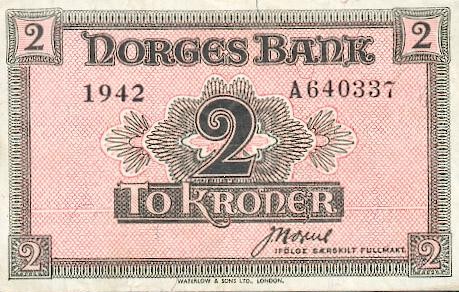 2 NORGES BANK 2
1942 A640337
2
TO KRONER
IFØLGE SÆRSKILT FULLMAKT.
2 2
WATERLOW & SONS LTD., LONDON.